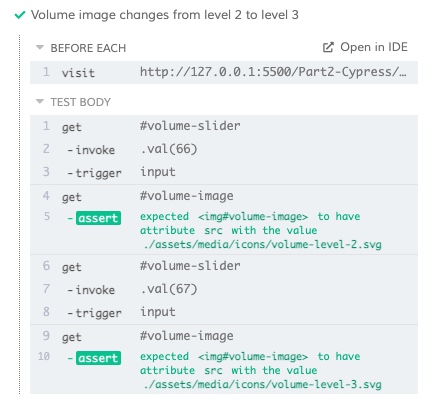 Volume image changes from level 2 to level 3
BEFORE EACH Open in IDE
1 visit http://127.0.0.1:5500/Part2-Cypress/…
TEST BODY
1 get #volume-slider
2 -invoke .val(66)
3 -trigger input
4 get #volume-image
5 -assert expected <img#volume-image> to have
attribute src with the value
./assets/media/icons/volume-level-2.svg
6 get #volume-slider
7 -invoke .val(67)
8 -trigger input
9 get #volume-image
10 -assert expected <img#volume-image> to have
attribute src with the value
./assets/media/icons/volume-level-3.svg